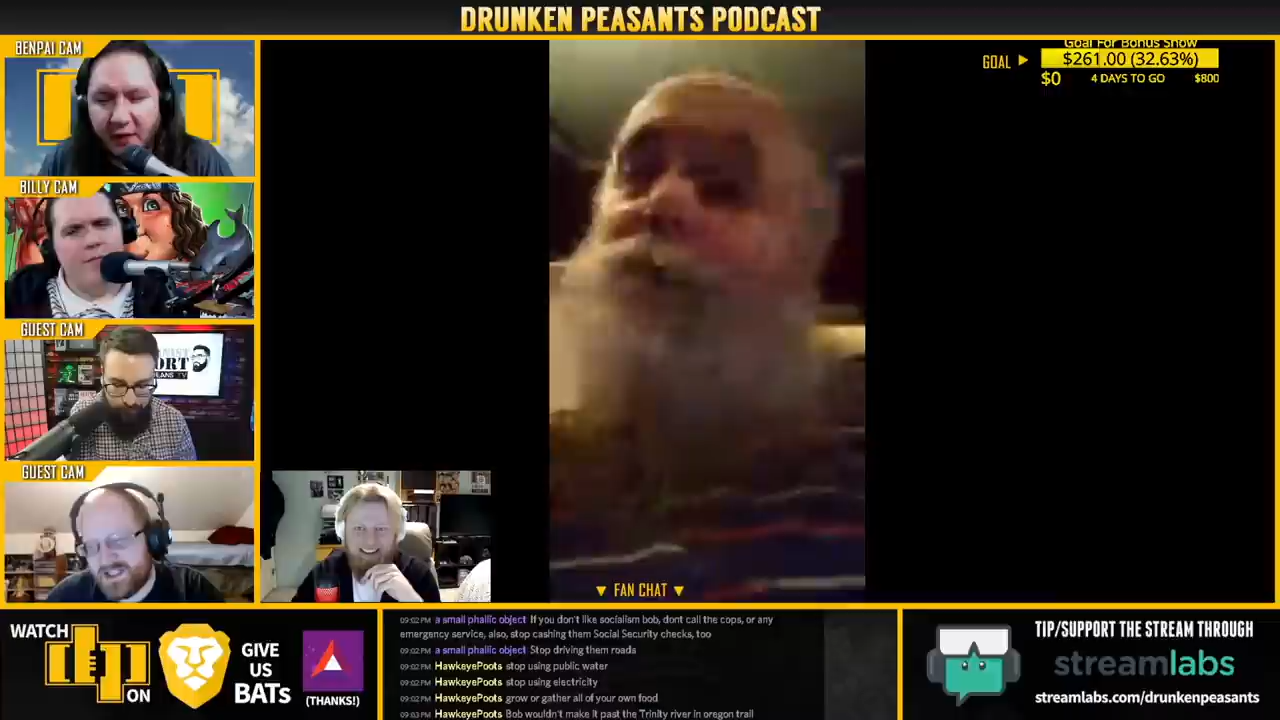 DRUNKEN PEASANTS PODCAST
BENPAI CAM
BILLY CAM
GUEST CAM
GUEST CAM
ORT
Goal For Bonus Show
GOAL
$261.00 (32.63%)
$0 4 DAYS TO GO $800
FAN CHAT
09:02 PM a small phallic object If you don't like socialism bob, dont call the cops, or any
emergency service, also, stop cashing them Social Security checks, too
09:02 PM a small phallic object Stop driving them roads
09:02 PM HawkeyePoots stop using public water
09:02 PM HawkeyePoots stop using electricity
09:02 PM HawkeyePoots grow or gather all of your own food
09:03 PM HawkeyePoots Bob wouldn't make it past the Trinity river in oregon trail
WATCH
ON
GIVE
US
BATs
(THANKS!)
TIP/SUPPORT THE STREAM THROUGH
streamlabs
streamlabs.com/drunkenpeasants